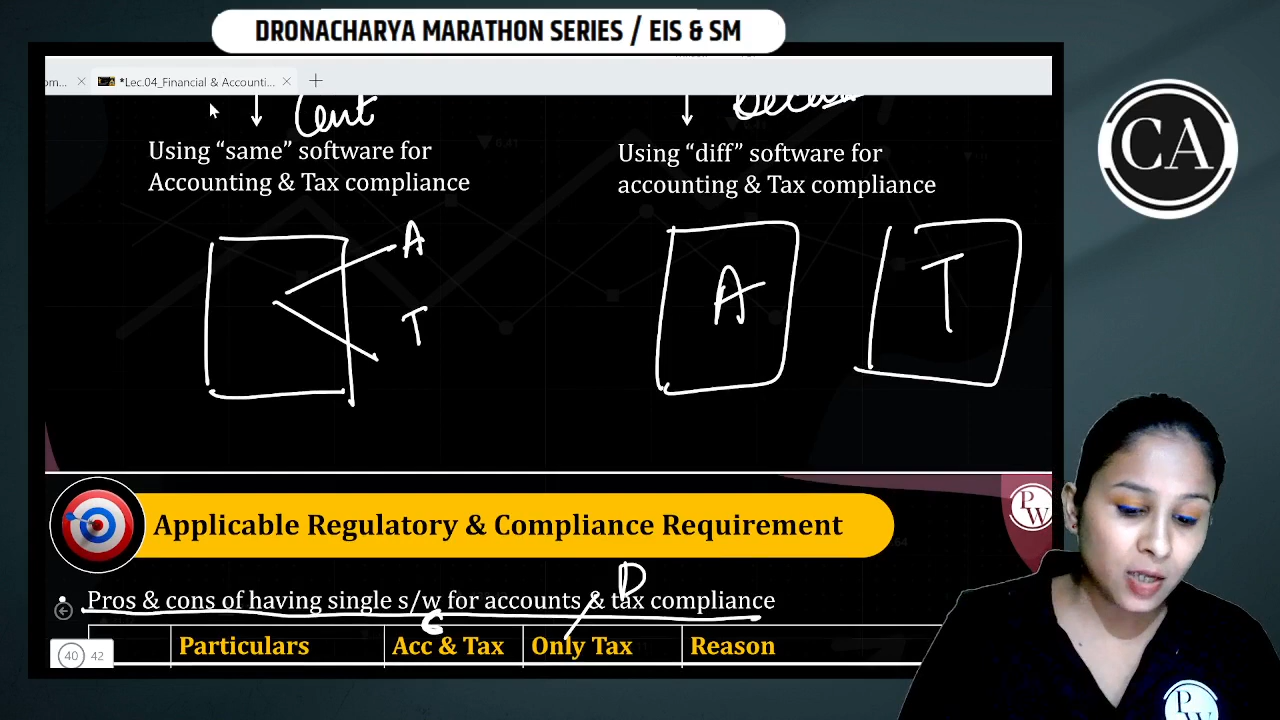 DRONACHARYA MARATHON SERIES / EIS & SM
om...
*Lec.04_Financial & Accounti...
CA
Cent
Using “same” software for
Accounting & Tax compliance
Using “diff” software for
accounting & Tax compliance
A
T
A
T
Applicable Regulatory & Compliance Requirement
P
W
D
• Pros & cons of having single s/w for accounts & tax compliance
C
Particulars
Acc & Tax
Only Tax
Reason
40 42
P
W